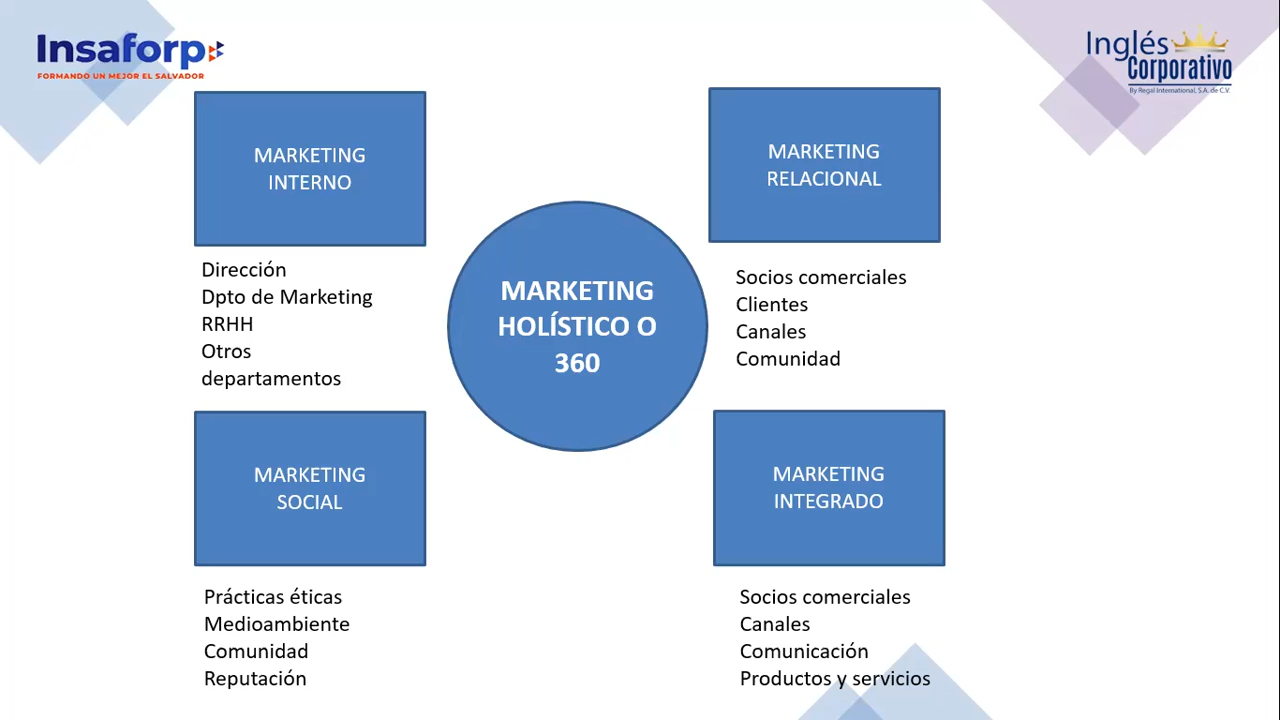 Insaforp
FORMANDO UN MEJOR EL SALVADOR
Inglés
Corporativo
By Regal International, S.A. de C.V.
MARKETING
INTERNO
Dirección
Dpto de Marketing
RRHH
Otros
departamentos
MARKETING
RELACIONAL
Socios comerciales
Clientes
Canales
Comunidad
MARKETING
HOLÍSTICO O
360
MARKETING
SOCIAL
Prácticas éticas
Medioambiente
Comunidad
Reputación
MARKETING
INTEGRADO
Socios comerciales
Canales
Comunicación
Productos y servicios